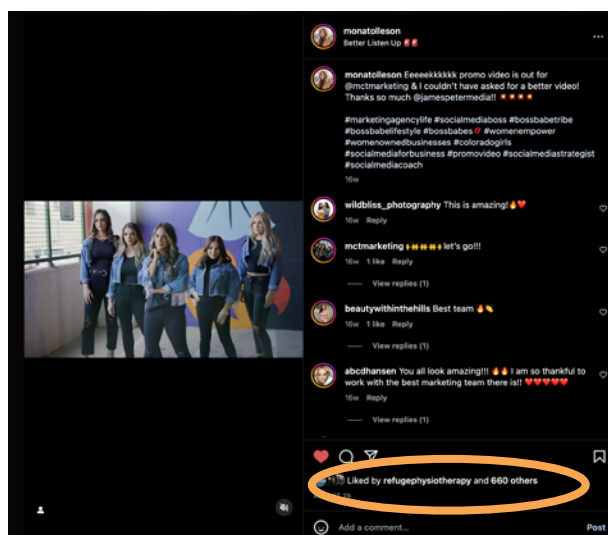 monatolleson
Better Listen Up
monatolleson Eeeeekkkkkk promo video is out for
@mctmarketing & I couldn't have asked for a better video!
Thanks so much @jamespetermedia!!
#marketingagencylife #socialmediaboss #bossbabetribe
#bossbabelifestyle #bossbabes #womenempower
#womenownedbusinesses #coloradogirls
#socialmediaforbusiness #promovideo #socialmediastrategist
#socialmediacoach
16w
wildbliss_photography This is amazing!🔥❤️
16w Reply
mctmarketing let's go!!!
16w 1 like Reply
View replies (1)
beautywithinthehills Best team
16w 1 like Reply
View replies (1)
abcdhansen You all look amazing!!! 🔥🔥 I am so thankful to
work with the best marketing team there is!! ❤️❤️❤️❤️❤️
16w Reply
View replies (1)
Liked by refugephysiotherapy and 660 others
Add a comment...
Post